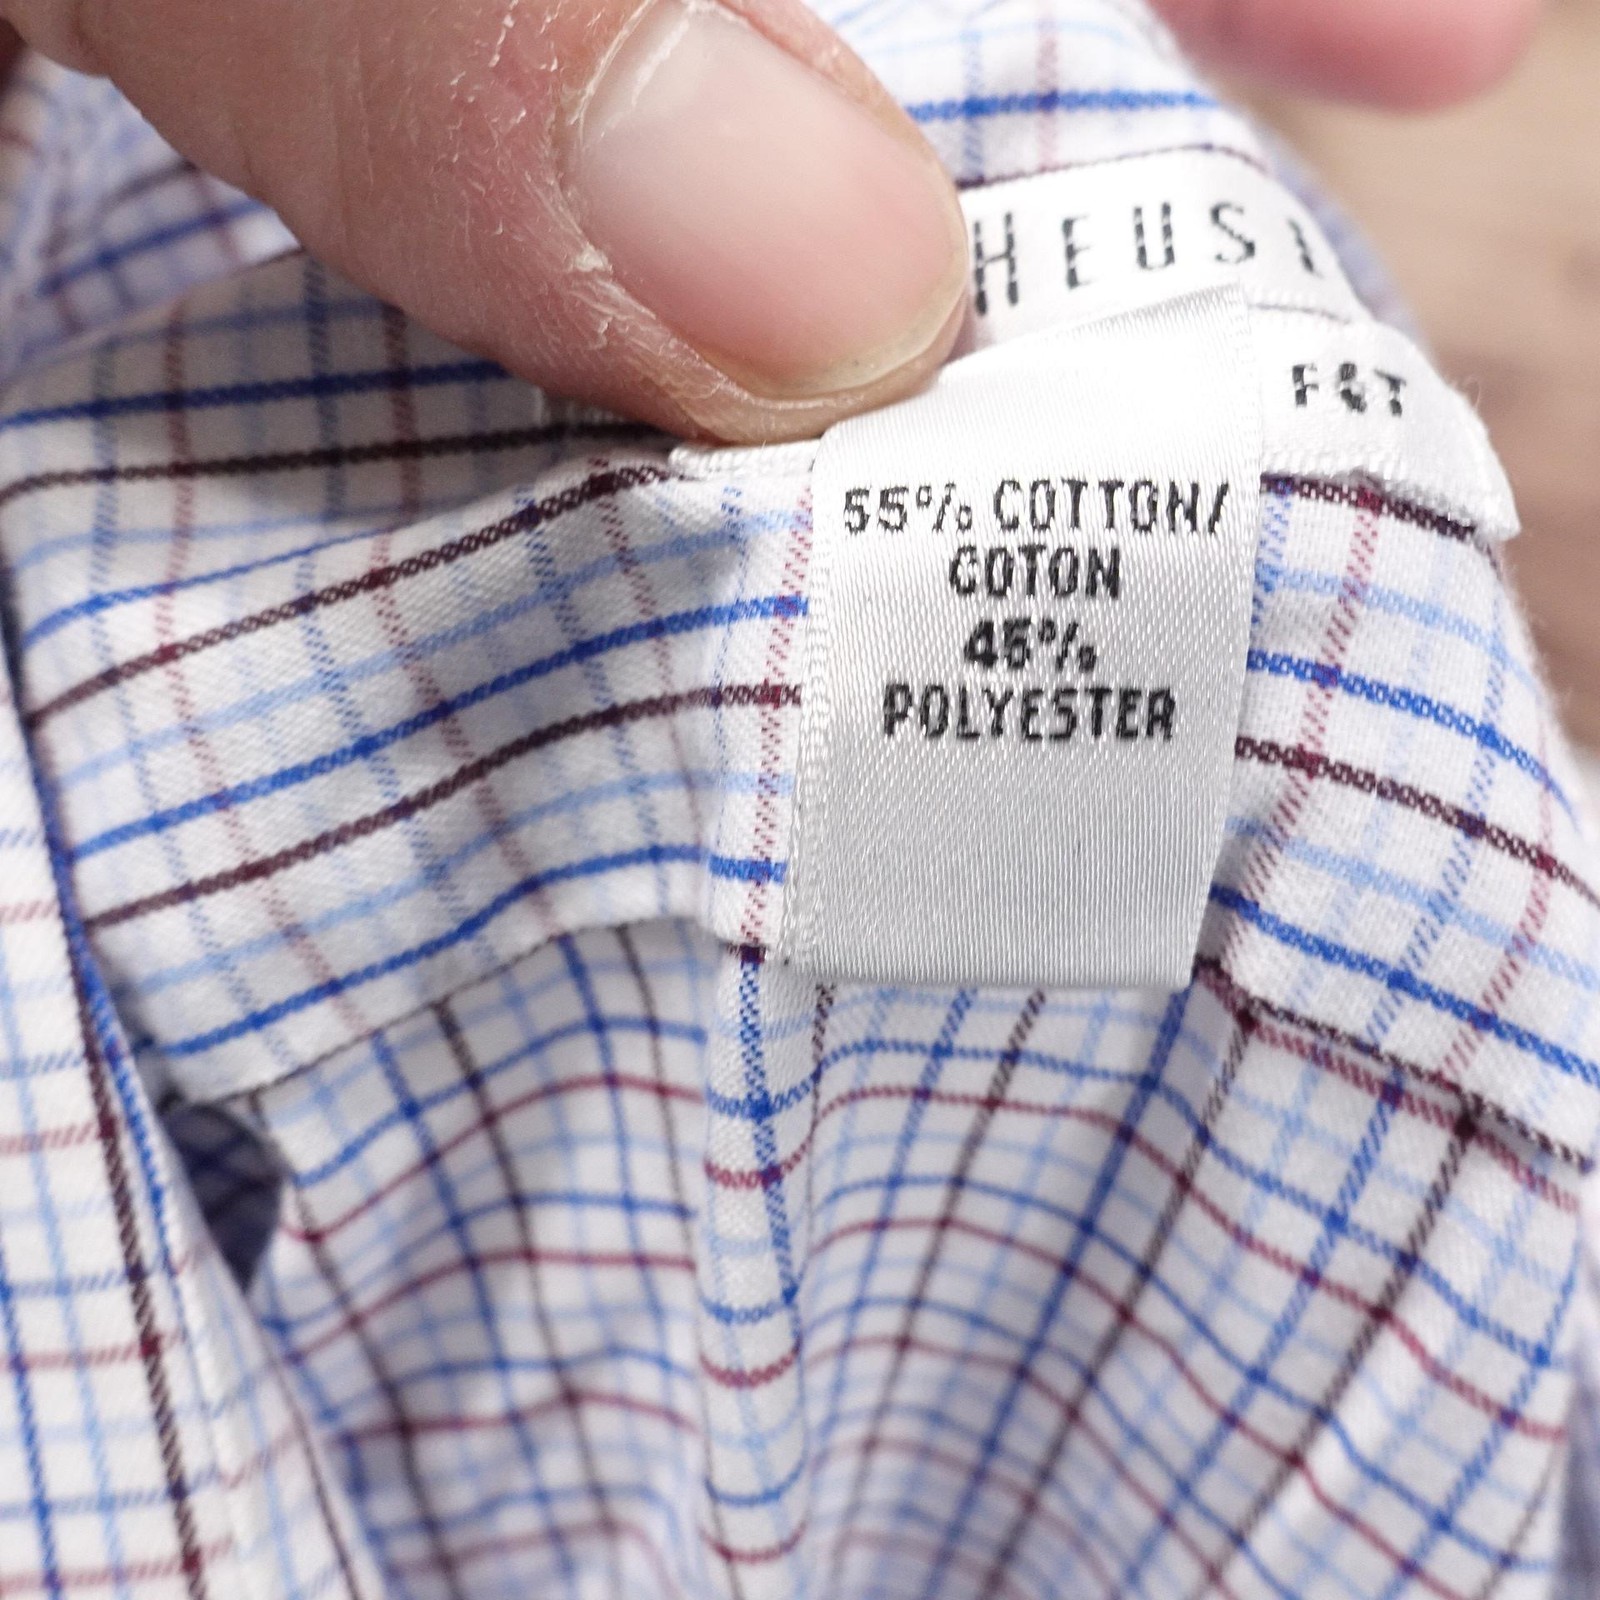 HEUS
F&T
55% COTTON/
COTON
45%
POLYESTER